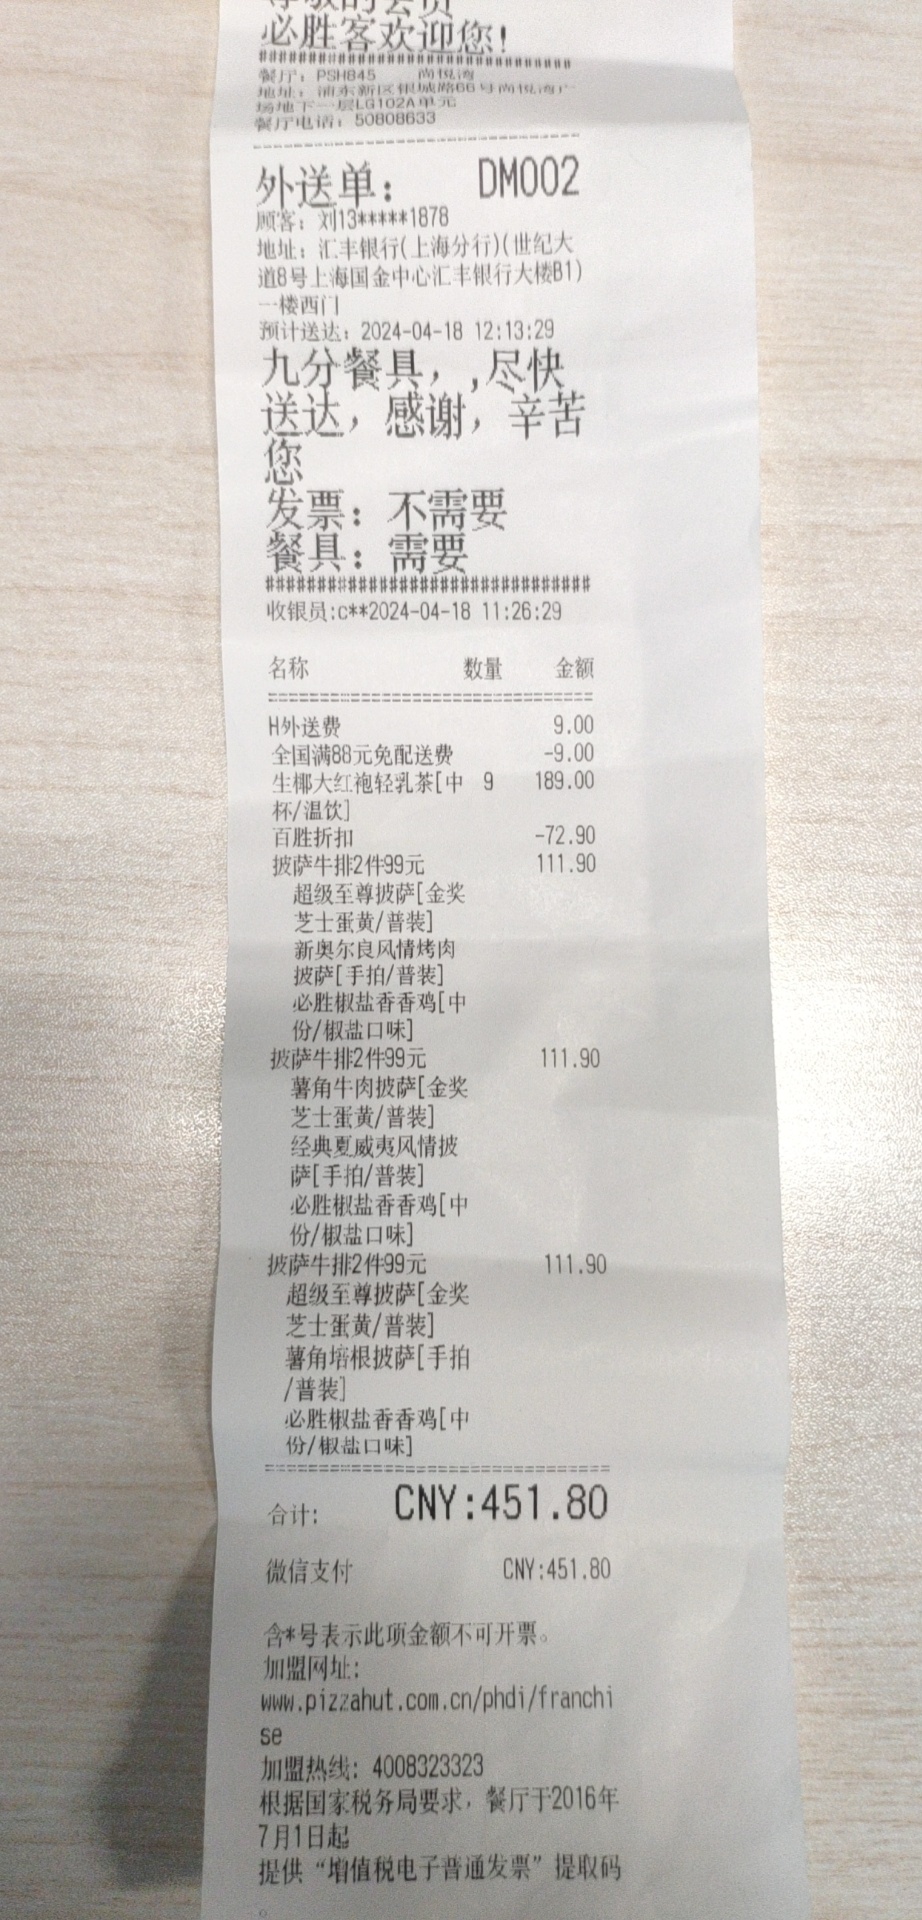 尊敬的会员
必胜客欢迎您!
####################################
餐厅: PSH845 尚悦湾
地址: 浦东新区银城路66号尚悦湾广
场地下一层LG102A单元
餐厅电话: 50808633
外送单: DM002
顾客: 刘13*****1878
地址: 汇丰银行(上海分行)(世纪大
道8号上海国金中心汇丰银行大楼B1)
一楼西门
预计送达: 2024-04-18 12:13:29
九分餐具, ,尽快
送达, 感谢, 辛苦
您
发票: 不需要
餐具: 需要
####################################
收银员:c**2024-04-18 11:26:29
名称 数量 金额
====================================
H外送费 9.00
全国满88元免配送费 -9.00
生椰大红袍轻乳茶[中 9 189.00
杯/温饮]
百胜折扣 -72.90
披萨牛排2件99元 111.90
超级至尊披萨[金奖
芝士蛋黄/普装]
新奥尔良风情烤肉
披萨[手拍/普装]
必胜椒盐香香鸡[中
份/椒盐口味]
披萨牛排2件99元 111.90
薯角牛肉披萨[金奖
芝士蛋黄/普装]
经典夏威夷风情披
萨[手拍/普装]
必胜椒盐香香鸡[中
份/椒盐口味]
披萨牛排2件99元 111.90
超级至尊披萨[金奖
芝士蛋黄/普装]
薯角培根披萨[手拍
/普装]
必胜椒盐香香鸡[中
份/椒盐口味]
====================================
合计: CNY:451.80
微信支付 CNY:451.80
含*号表示此项金额不可开票。
加盟网址:
www.pizzahut.com.cn/phdi/franchi
se
加盟热线: 4008323323
根据国家税务局要求, 餐厅于2016年
7月1日起
提供“增值税电子普通发票”提取码
。